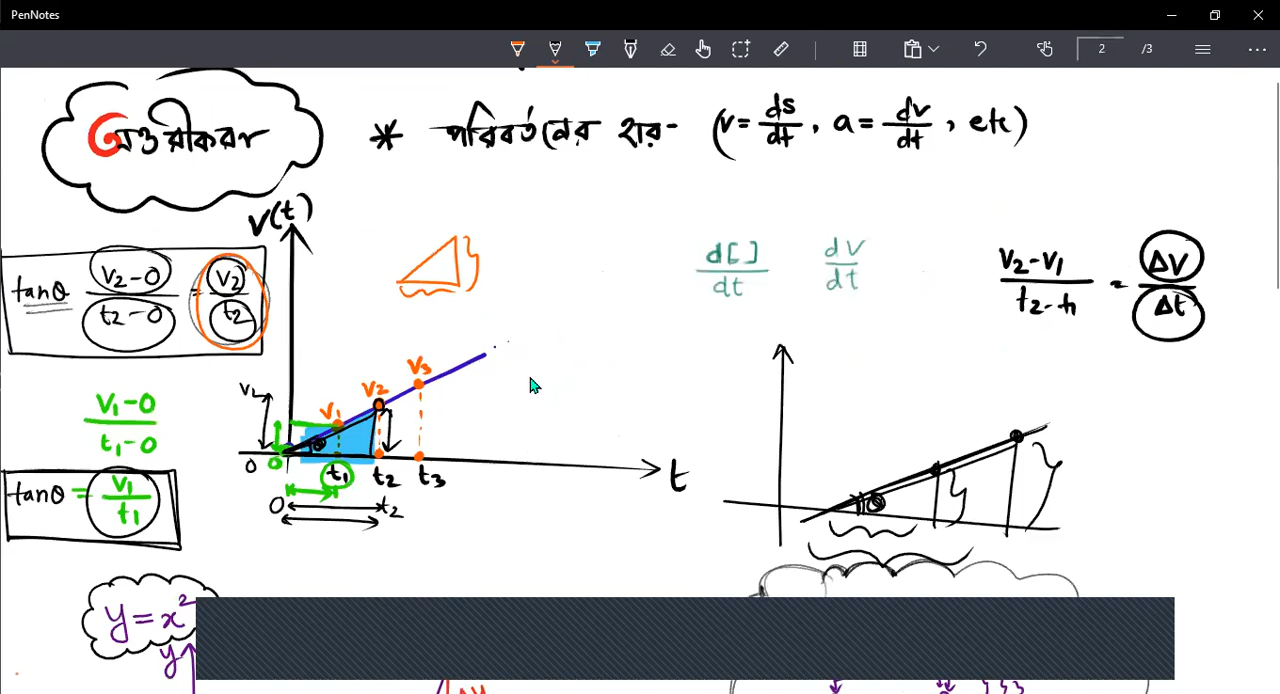 PenNotes
2 /3
অন্তরীকরণ
* পরিবর্তনের হার- (v = ds/dt, a = dv/dt, etc)
V(t)
tanθ (v₂-0)/(t₂-0) = v₂/t₂
d[ ]/dt dv/dt
(v₂-v₁)/(t₂-t₁) = Δv/Δt
(v₁-0)/(t₁-0)
tanθ = v₁/t₁
v₁ v₂ v₃
v₂
θ
0 0 t₁ t₂ t₃ t
0 t₂
θ
y = x²
y